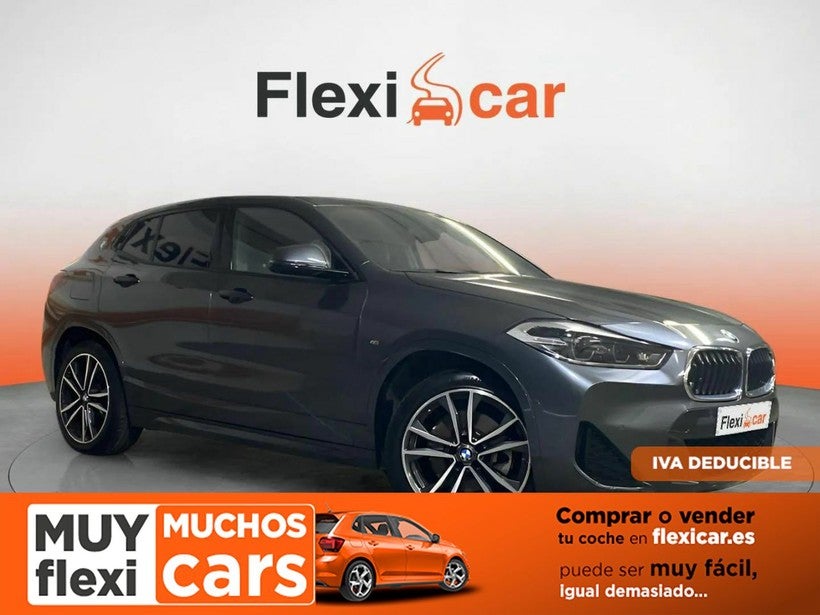 Flexi car
Flexi car
IVA DEDUCIBLE
MUY
flexi
MUCHOS
cars
Comprar o vender
tu coche en flexicar.es
puede ser muy fácil,
igual demaslado...